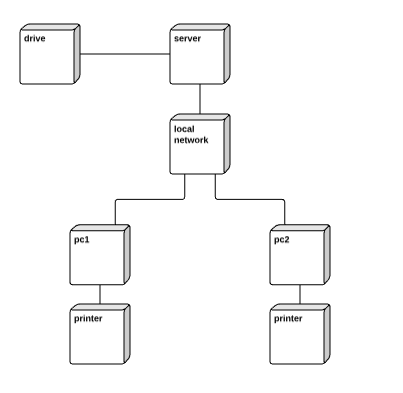 drive
server
local
network
pc1
pc2
printer
printer